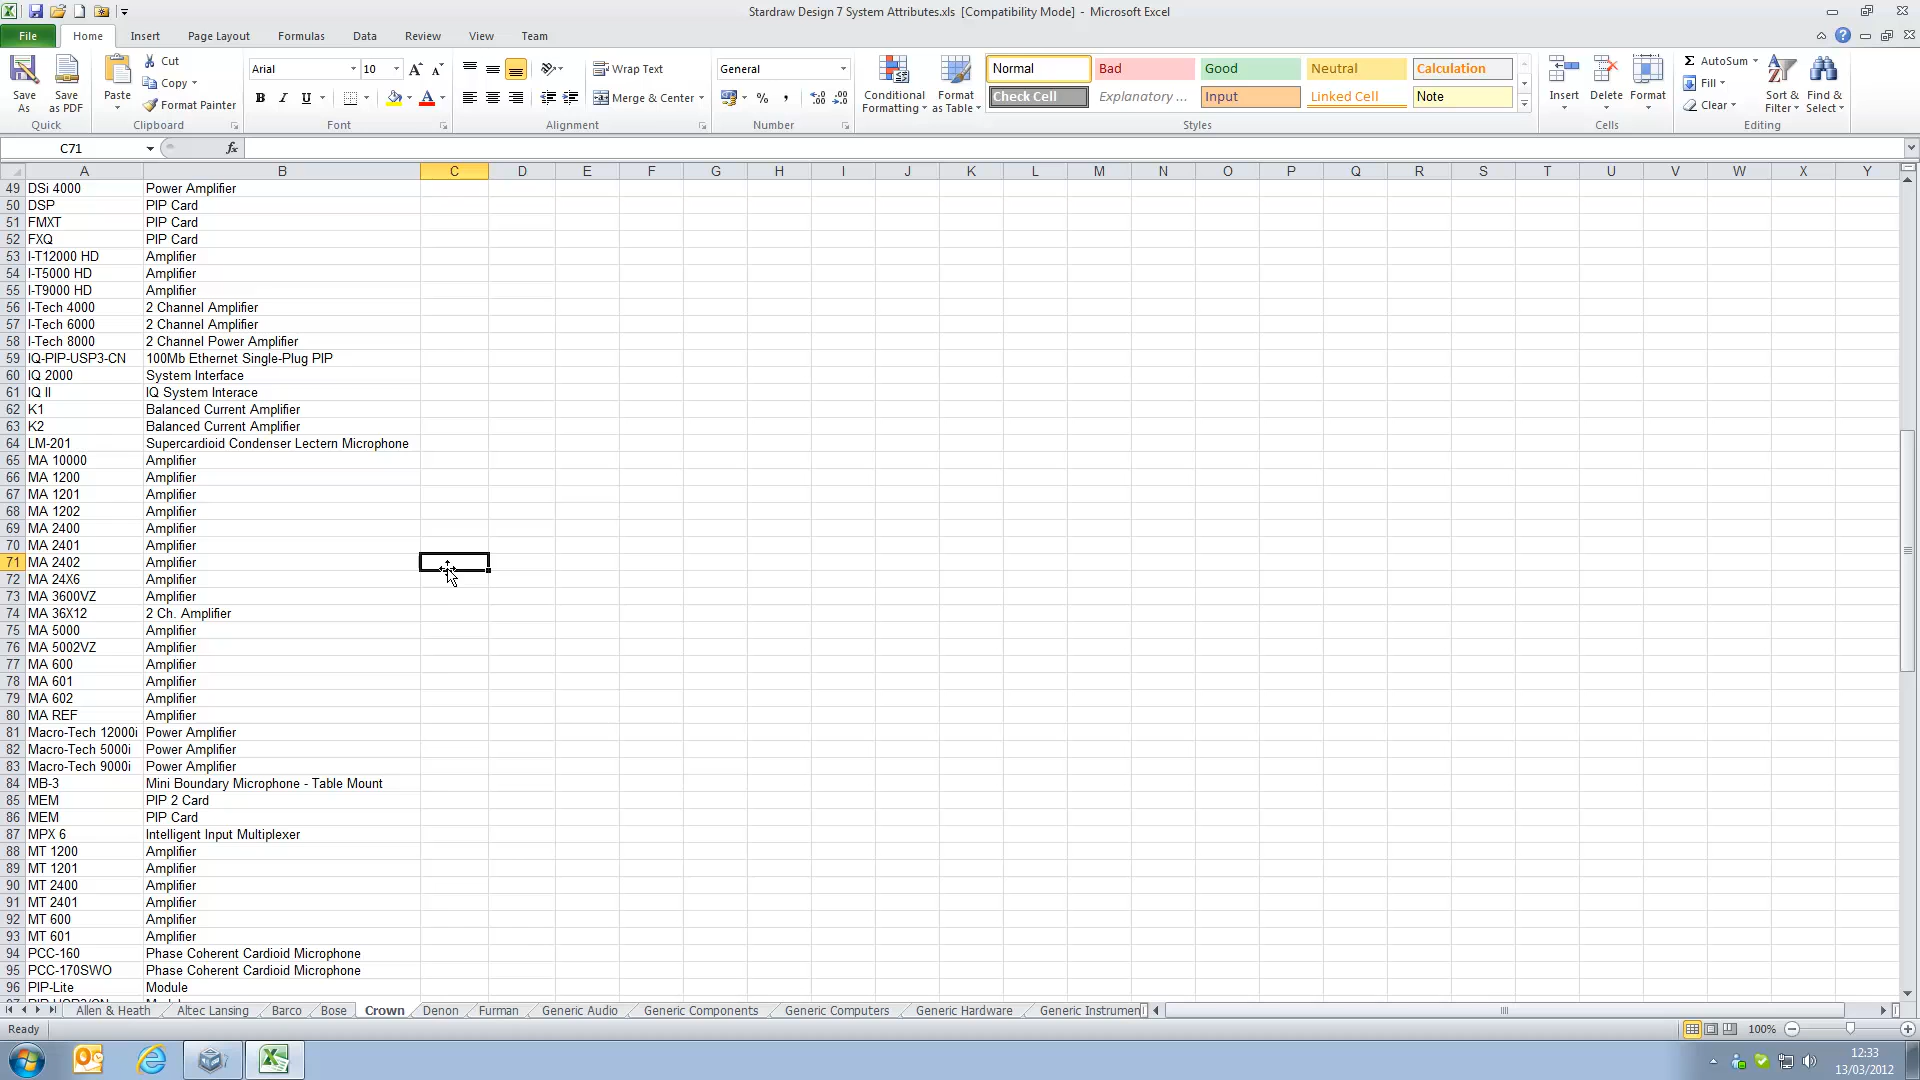 Stardraw Design 7 System Attributes.xls [Compatibility Mode] - Microsoft Excel
File Home Insert Page Layout Formulas Data Review View Team
Save As
Save as PDF
Quick
Paste
Cut
Copy
Format Painter
Clipboard
Arial 10
B I U A
Font
Wrap Text
Merge & Center
Alignment
General
%
Number
Conditional Formatting
Format as Table
Normal Bad Good Neutral Calculation
Check Cell Explanatory ... Input Linked Cell Note
Styles
Insert Delete Format
Cells
Σ AutoSum
Fill
Clear
Sort & Filter
Find & Select
Editing
C71 fx
A B C D E F G H I J K L M N O P Q R S T U V W X Y
49 DSi 4000 Power Amplifier
50 DSP PIP Card
51 FMXT PIP Card
52 FXQ PIP Card
53 I-T12000 HD Amplifier
54 I-T5000 HD Amplifier
55 I-T9000 HD Amplifier
56 I-Tech 4000 2 Channel Amplifier
57 I-Tech 6000 2 Channel Amplifier
58 I-Tech 8000 2 Channel Power Amplifier
59 IQ-PIP-USP3-CN 100Mb Ethernet Single-Plug PIP
60 IQ 2000 System Interface
61 IQ II IQ System Interace
62 K1 Balanced Current Amplifier
63 K2 Balanced Current Amplifier
64 LM-201 Supercardioid Condenser Lectern Microphone
65 MA 10000 Amplifier
66 MA 1200 Amplifier
67 MA 1201 Amplifier
68 MA 1202 Amplifier
69 MA 2400 Amplifier
70 MA 2401 Amplifier
71 MA 2402 Amplifier
72 MA 24X6 Amplifier
73 MA 3600VZ Amplifier
74 MA 36X12 2 Ch. Amplifier
75 MA 5000 Amplifier
76 MA 5002VZ Amplifier
77 MA 600 Amplifier
78 MA 601 Amplifier
79 MA 602 Amplifier
80 MA REF Amplifier
81 Macro-Tech 12000i Power Amplifier
82 Macro-Tech 5000i Power Amplifier
83 Macro-Tech 9000i Power Amplifier
84 MB-3 Mini Boundary Microphone - Table Mount
85 MEM PIP 2 Card
86 MEM PIP Card
87 MPX 6 Intelligent Input Multiplexer
88 MT 1200 Amplifier
89 MT 1201 Amplifier
90 MT 2400 Amplifier
91 MT 2401 Amplifier
92 MT 600 Amplifier
93 MT 601 Amplifier
94 PCC-160 Phase Coherent Cardioid Microphone
95 PCC-170SWO Phase Coherent Cardioid Microphone
96 PIP-Lite Module
Allen & Heath Altec Lansing Barco Bose Crown Denon Furman Generic Audio Generic Components Generic Computers Generic Hardware Generic Instrumen
Ready 100%
12:33
13/03/2012